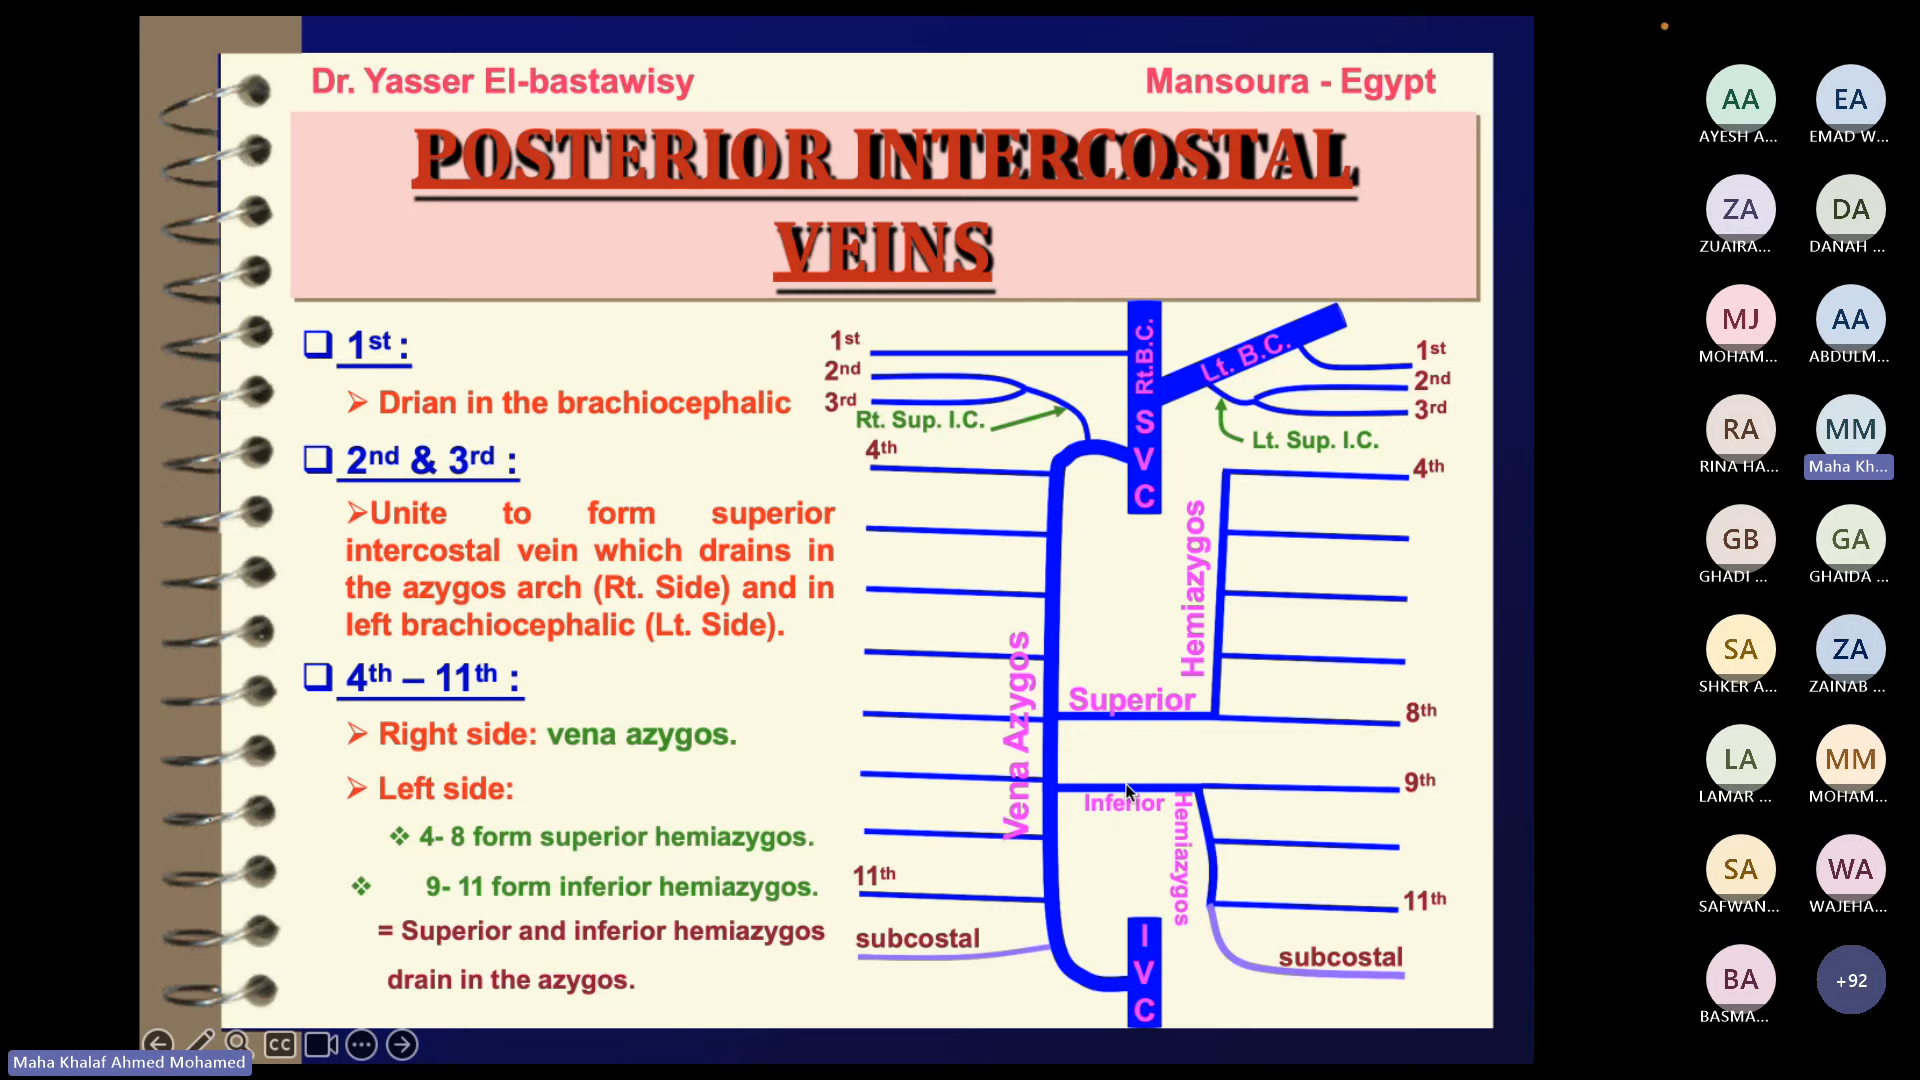 Dr. Yasser El-bastawisy
Mansoura - Egypt
POSTERIOR INTERCOSTAL
VEINS
❑ 1st :
➢ Drian in the brachiocephalic
❑ 2nd & 3rd :
➢Unite to form superior
intercostal vein which drains in
the azygos arch (Rt. Side) and in
left brachiocephalic (Lt. Side).
❑ 4th – 11th :
➢ Right side: vena azygos.
➢ Left side:
❖ 4- 8 form superior hemiazygos.
❖ 9- 11 form inferior hemiazygos.
= Superior and inferior hemiazygos
drain in the azygos.
1st
2nd
3rd
Rt. Sup. I.C.
4th
11th
subcostal
Vena Azygos
Rt.B.C.
S
V
C
Lt. B.C.
1st
2nd
3rd
Lt. Sup. I.C.
4th
Hemiazygos
Superior
8th
9th
Inferior
Hemiazygos
11th
subcostal
I
V
C
CC
Maha Khalaf Ahmed Mohamed
AA
AYESH A...
EA
EMAD W...
ZA
ZUAIRA...
DA
DANAH ...
MJ
MOHAM...
AA
ABDULM...
RA
RINA HA...
MM
Maha Kh...
GB
GHADI ...
GA
GHAIDA ...
SA
SHKER A...
ZA
ZAINAB ...
LA
LAMAR ...
MM
MOHAM...
SA
SAFWAN...
WA
WAJEHA...
BA
BASMA...
+92